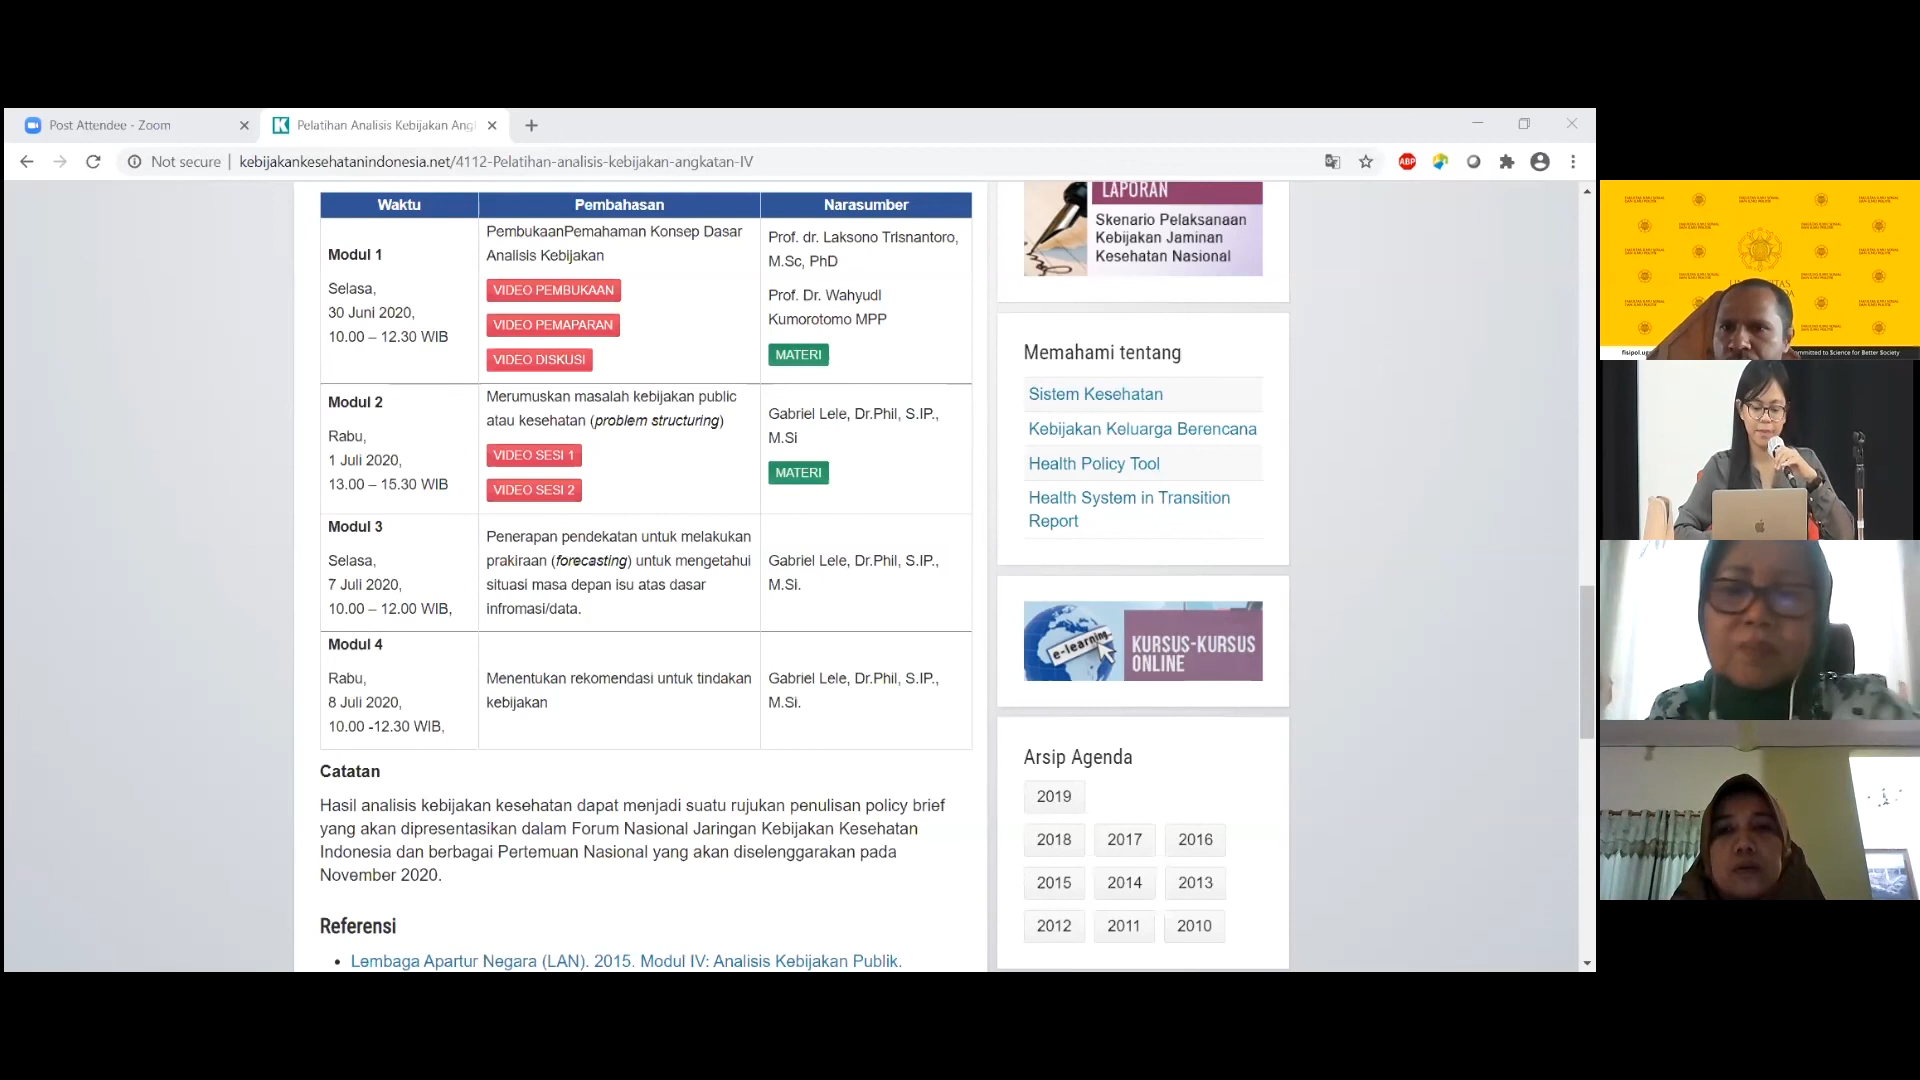 Post Attendee - Zoom
Pelatihan Analisis Kebijakan Ang
Not secure
kebijakankesehatanindonesia.net/4112-Pelatihan-analisis-kebijakan-angkatan-IV
ABP
Waktu
Pembahasan
Narasumber
Modul 1
Selasa,
30 Juni 2020,
10.00 – 12.30 WIB
PembukaanPemahaman Konsep Dasar
Analisis Kebijakan
VIDEO PEMBUKAAN
VIDEO PEMAPARAN
VIDEO DISKUSI
Prof. dr. Laksono TrIsnantoro,
M.Sc, PhD
Prof. Dr. WahyudI
Kumorotomo MPP
MATERI
Modul 2
Rabu,
1 Juli 2020,
13.00 – 15.30 WIB
Merumuskan masalah kebijakan public
atau kesehatan (problem structuring)
VIDEO SESI 1
VIDEO SESI 2
Gabriel Lele, Dr.Phil, S.IP.,
M.Si
MATERI
Modul 3
Selasa,
7 Juli 2020,
10.00 – 12.00 WIB,
Penerapan pendekatan untuk melakukan
prakiraan (forecasting) untuk mengetahui
situasi masa depan isu atas dasar
infromasi/data.
Gabriel Lele, Dr.Phil, S.IP.,
M.Si.
Modul 4
Rabu,
8 Juli 2020,
10.00 -12.30 WIB,
Menentukan rekomendasi untuk tindakan
kebijakan
Gabriel Lele, Dr.Phil, S.IP.,
M.Si.
Catatan
Hasil analisis kebijakan kesehatan dapat menjadi suatu rujukan penulisan policy brief
yang akan dipresentasikan dalam Forum Nasional Jaringan Kebijakan Kesehatan
Indonesia dan berbagai Pertemuan Nasional yang akan diselenggarakan pada
November 2020.
Referensi
• Lembaga Apartur Negara (LAN). 2015. Modul IV: Analisis Kebijakan Publik.
LAPORAN
Skenario Pelaksanaan
Kebijakan Jaminan
Kesehatan Nasional
Memahami tentang
Sistem Kesehatan
Kebijakan Keluarga Berencana
Health Policy Tool
Health System in Transition
Report
e-learning
KURSUS-KURSUS
ONLINE
Arsip Agenda
2019
2018 2017 2016
2015 2014 2013
2012 2011 2010
fisipol.ug
ommitted to Science for Better Society